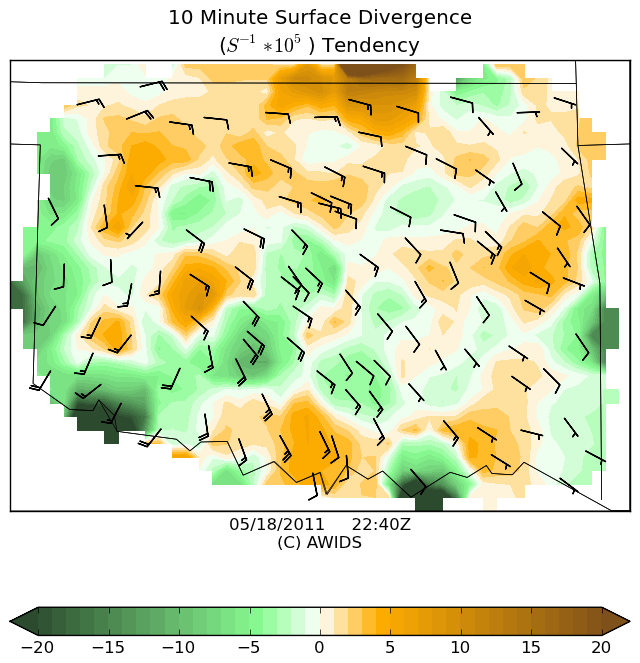 10 Minute Surface Divergence
(S⁻¹ *10⁵ ) Tendency
05/18/2011 22:40Z
(C) AWIDS
−20 −15 −10 −5 0 5 10 15 20